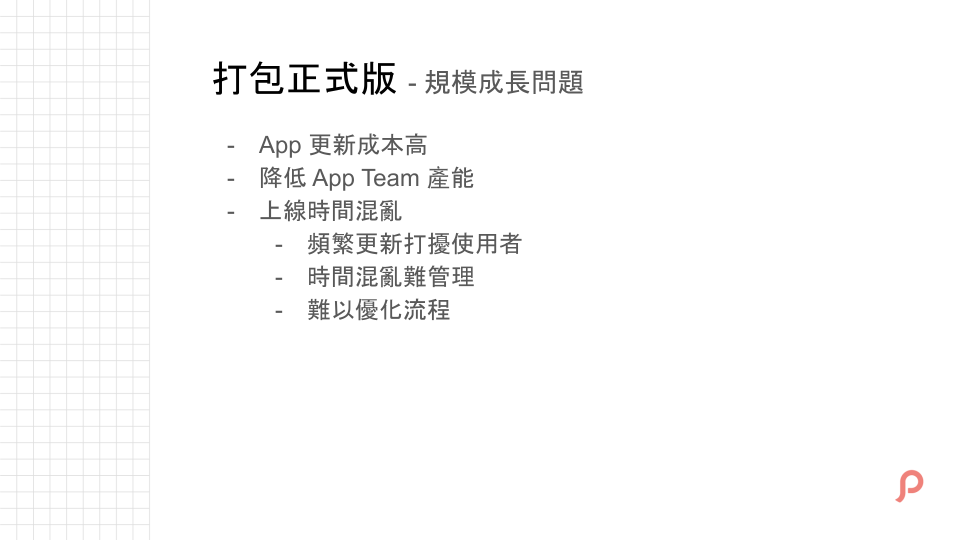 打包正式版 - 規模成長問題
- App 更新成本高
- 降低 App Team 產能
- 上線時間混亂
- 頻繁更新打擾使用者
- 時間混亂難管理
- 難以優化流程